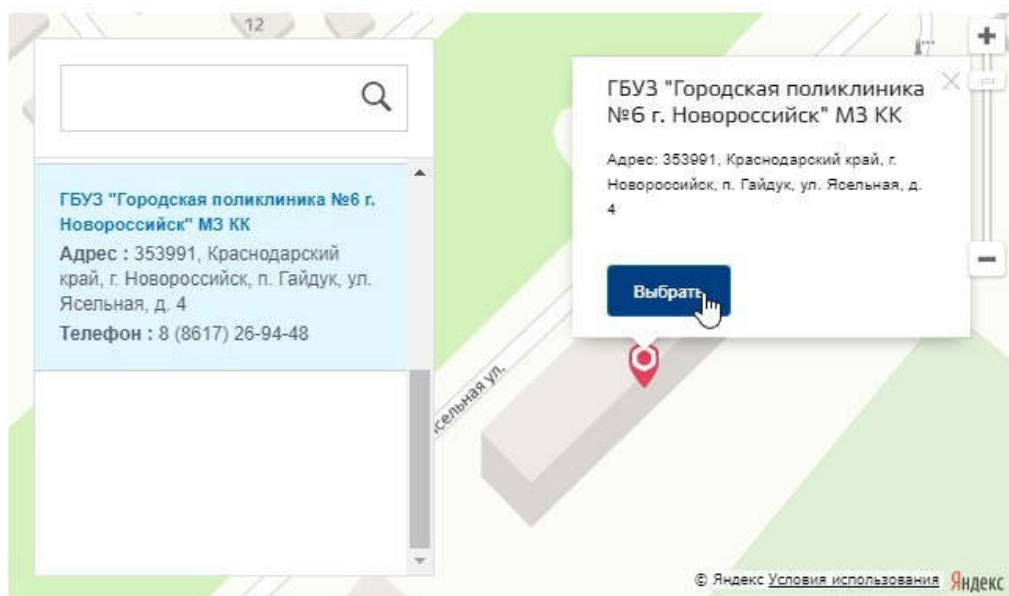 12
ГБУЗ "Городская поликлиника №6 г.
Новороссийск" МЗ КК
Адрес : 353991, Краснодарский
край, г. Новороссийск, п. Гайдук, ул.
Ясельная, д. 4
Телефон : 8 (8617) 26-94-48
ГБУЗ "Городская поликлиника
№6 г. Новороссийск" МЗ КК
Адрес: 353991, Краснодарский край, г.
Новороссийск, п. Гайдук, ул. Ясельная, д.
4
Выбрать
сельная ул.
© Яндекс Условия использования Яндекс